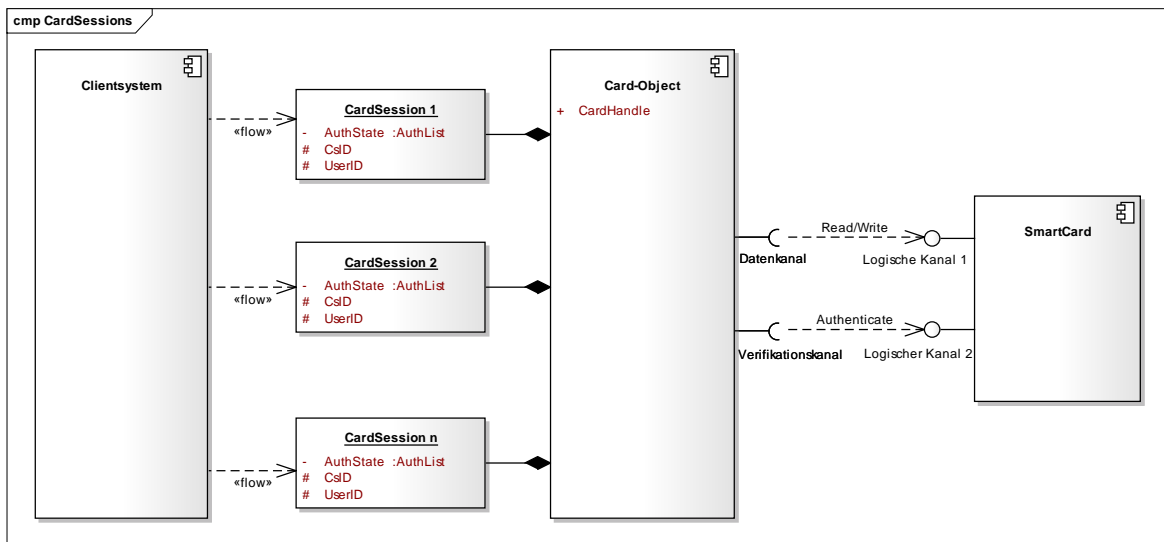 cmp CardSessions
Clientsystem
«flow»
«flow»
«flow»
CardSession 1
- AuthState :AuthList
# CsID
# UserID
CardSession 2
- AuthState :AuthList
# CsID
# UserID
CardSession n
- AuthState :AuthList
# CsID
# UserID
Card-Object
+ CardHandle
Read/Write
Datenkanal
Logische Kanal 1
Authenticate
Verifikationskanal
Logischer Kanal 2
SmartCard